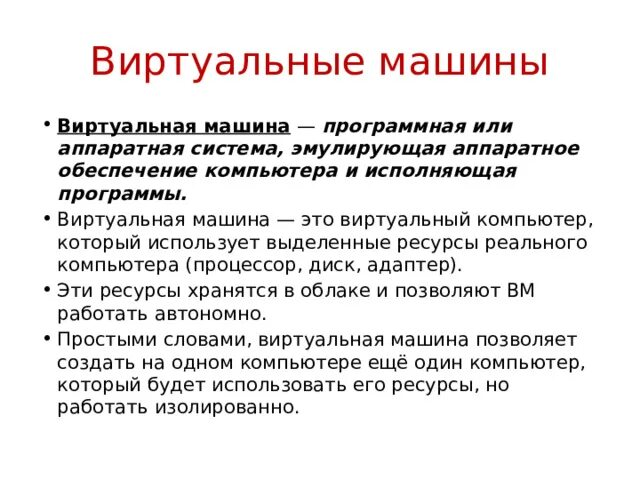 Виртуальные машины
• Виртуальная машина — программная или
аппаратная система, эмулирующая аппаратное
обеспечение компьютера и исполняющая
программы.
• Виртуальная машина — это виртуальный компьютер,
который использует выделенные ресурсы реального
компьютера (процессор, диск, адаптер).
• Эти ресурсы хранятся в облаке и позволяют ВМ
работать автономно.
• Простыми словами, виртуальная машина позволяет
создать на одном компьютере ещё один компьютер,
который будет использовать его ресурсы, но
работать изолированно.